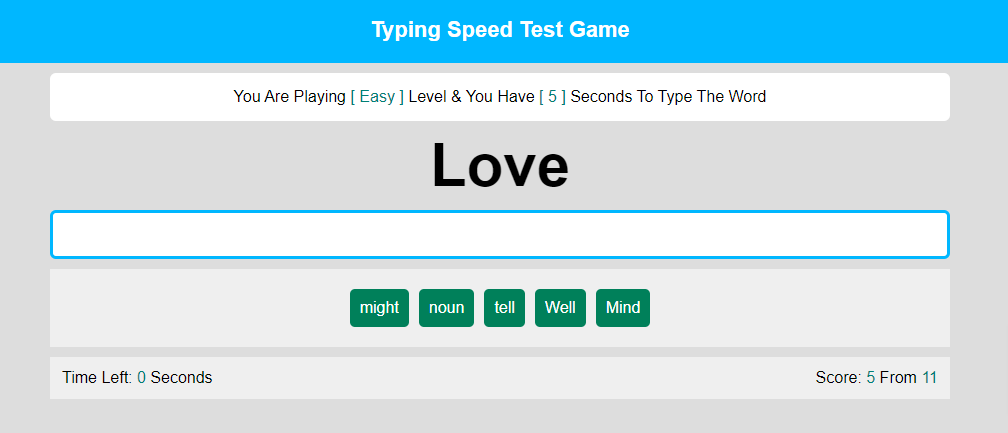 Typing Speed Test Game
You Are Playing [ Easy ] Level & You Have [ 5 ] Seconds To Type The Word
Love
might noun tell Well Mind
Time Left: 0 Seconds Score: 5 From 11